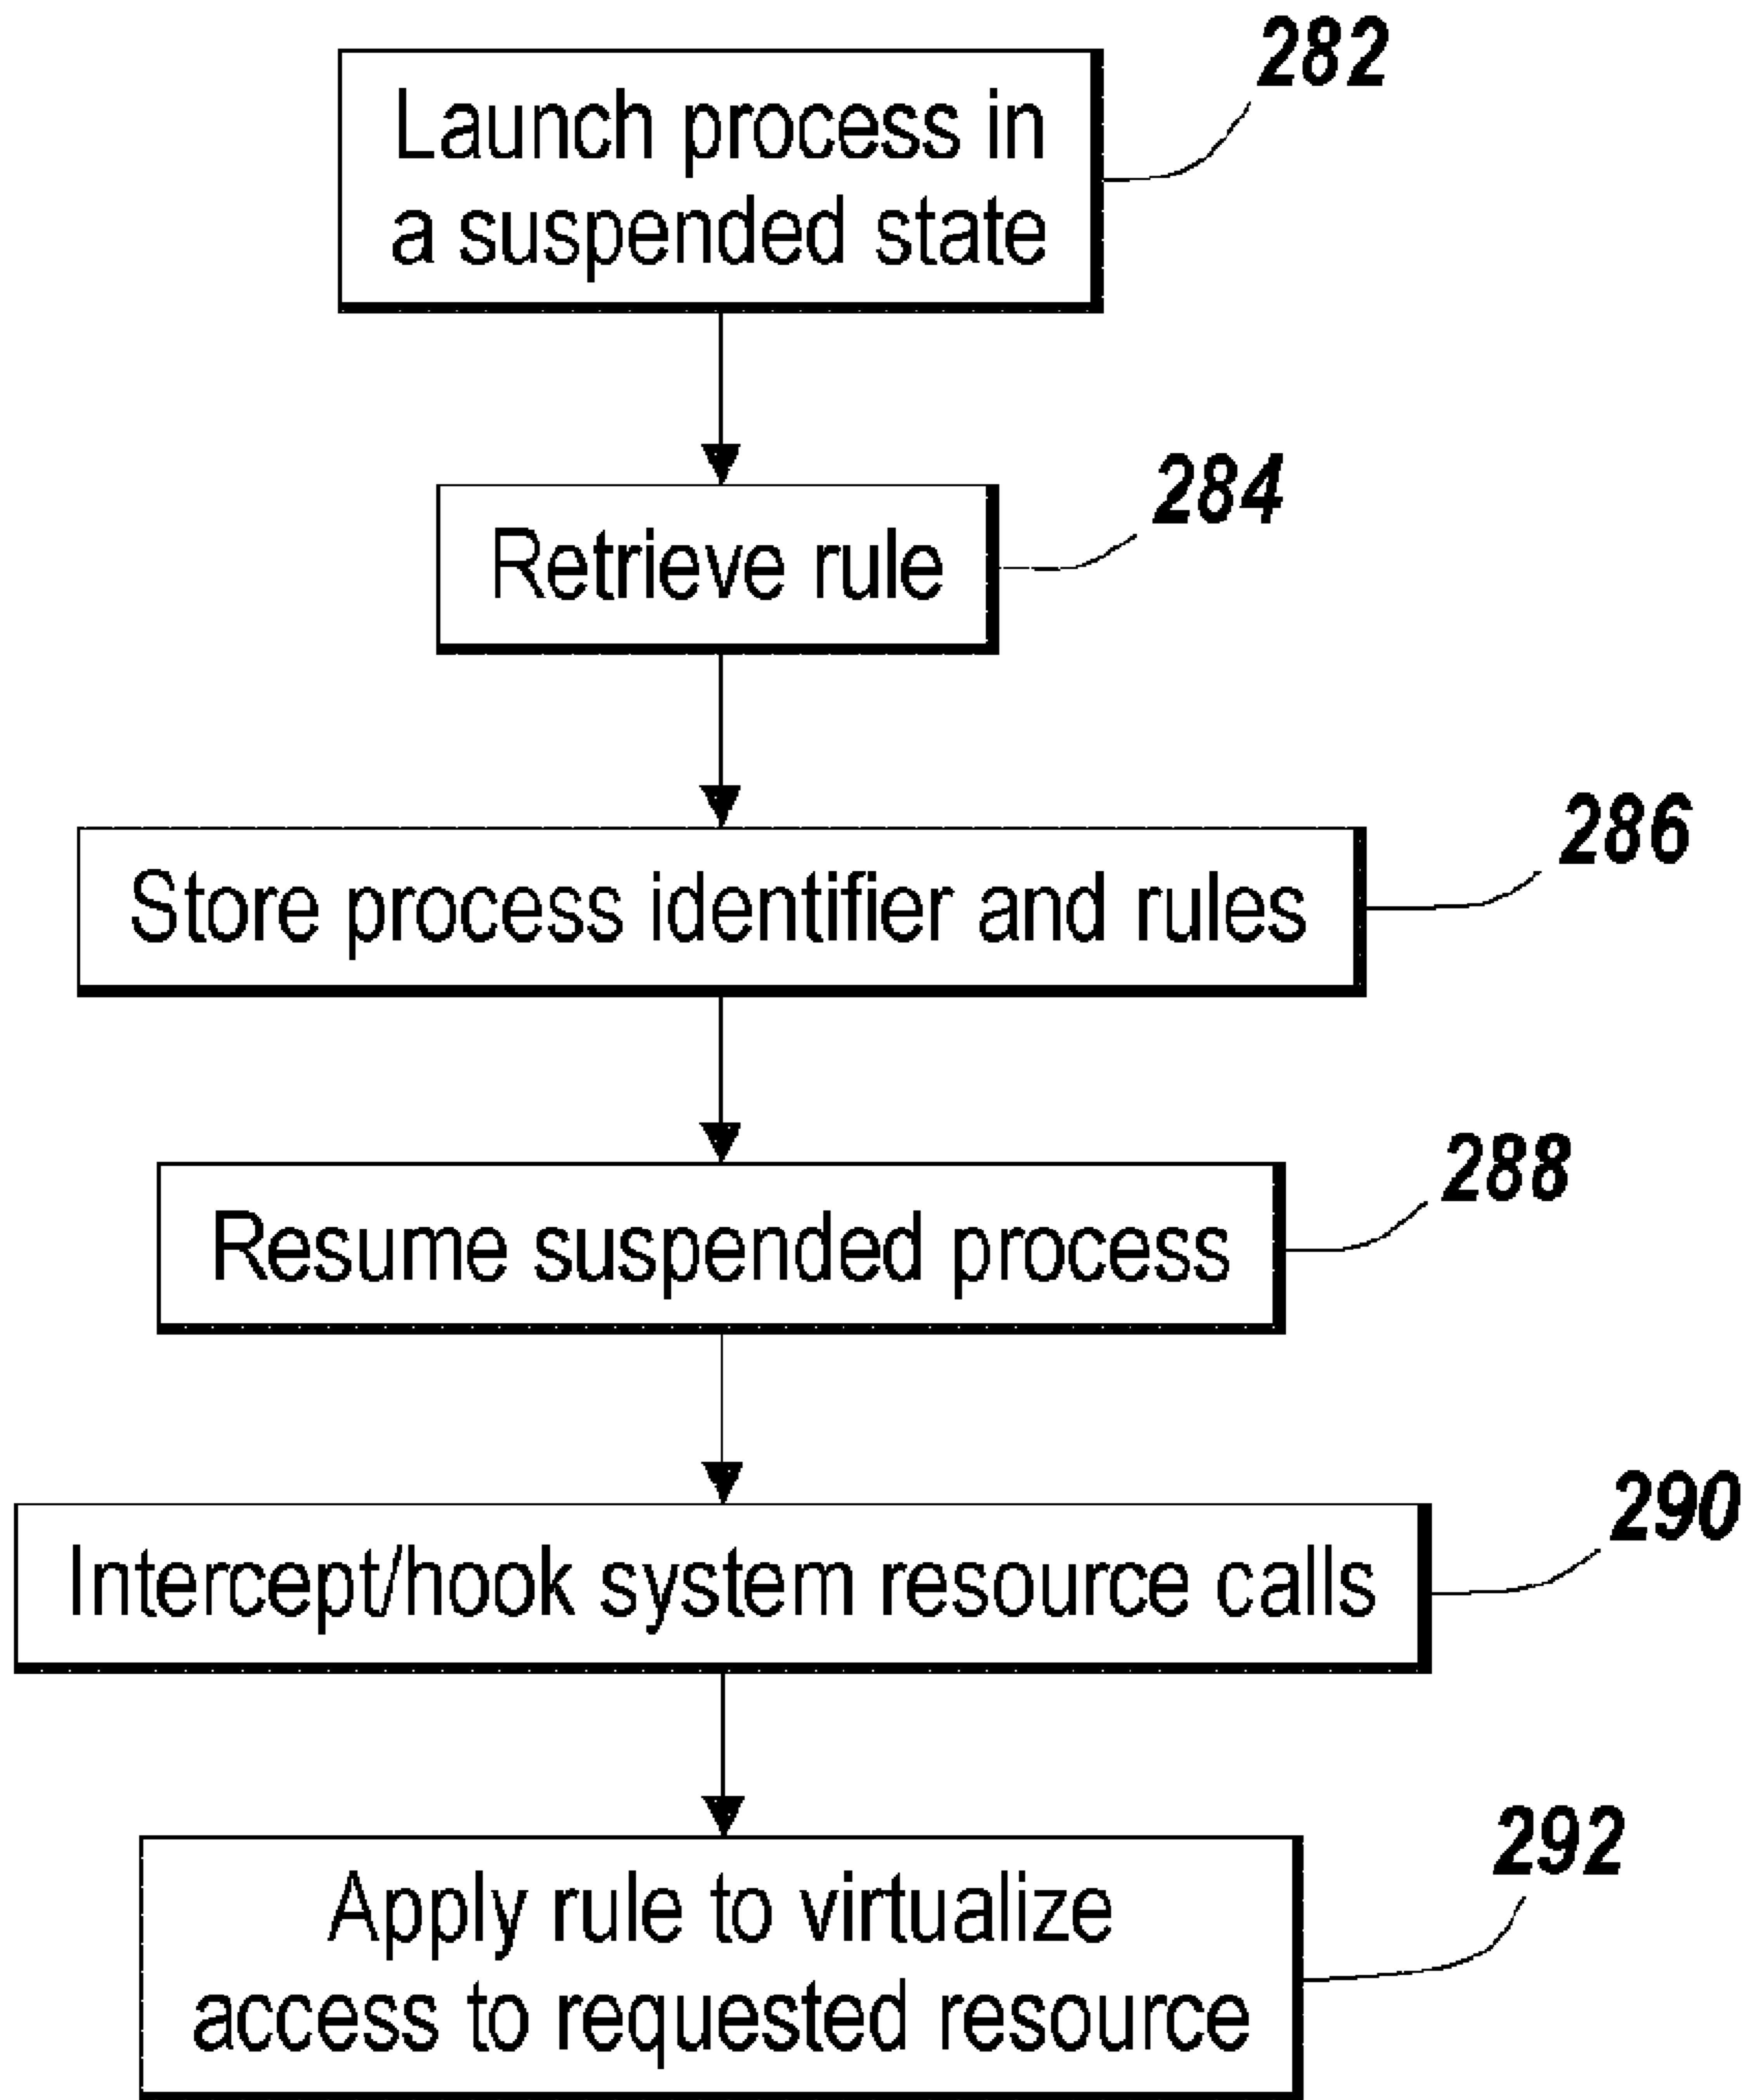 282
Launch process in
a suspended state
284
Retrieve rule
286
Store process identifier and rules
288
Resume suspended process
290
Intercept/hook system resource calls
292
Apply rule to virtualize
access to requested resource